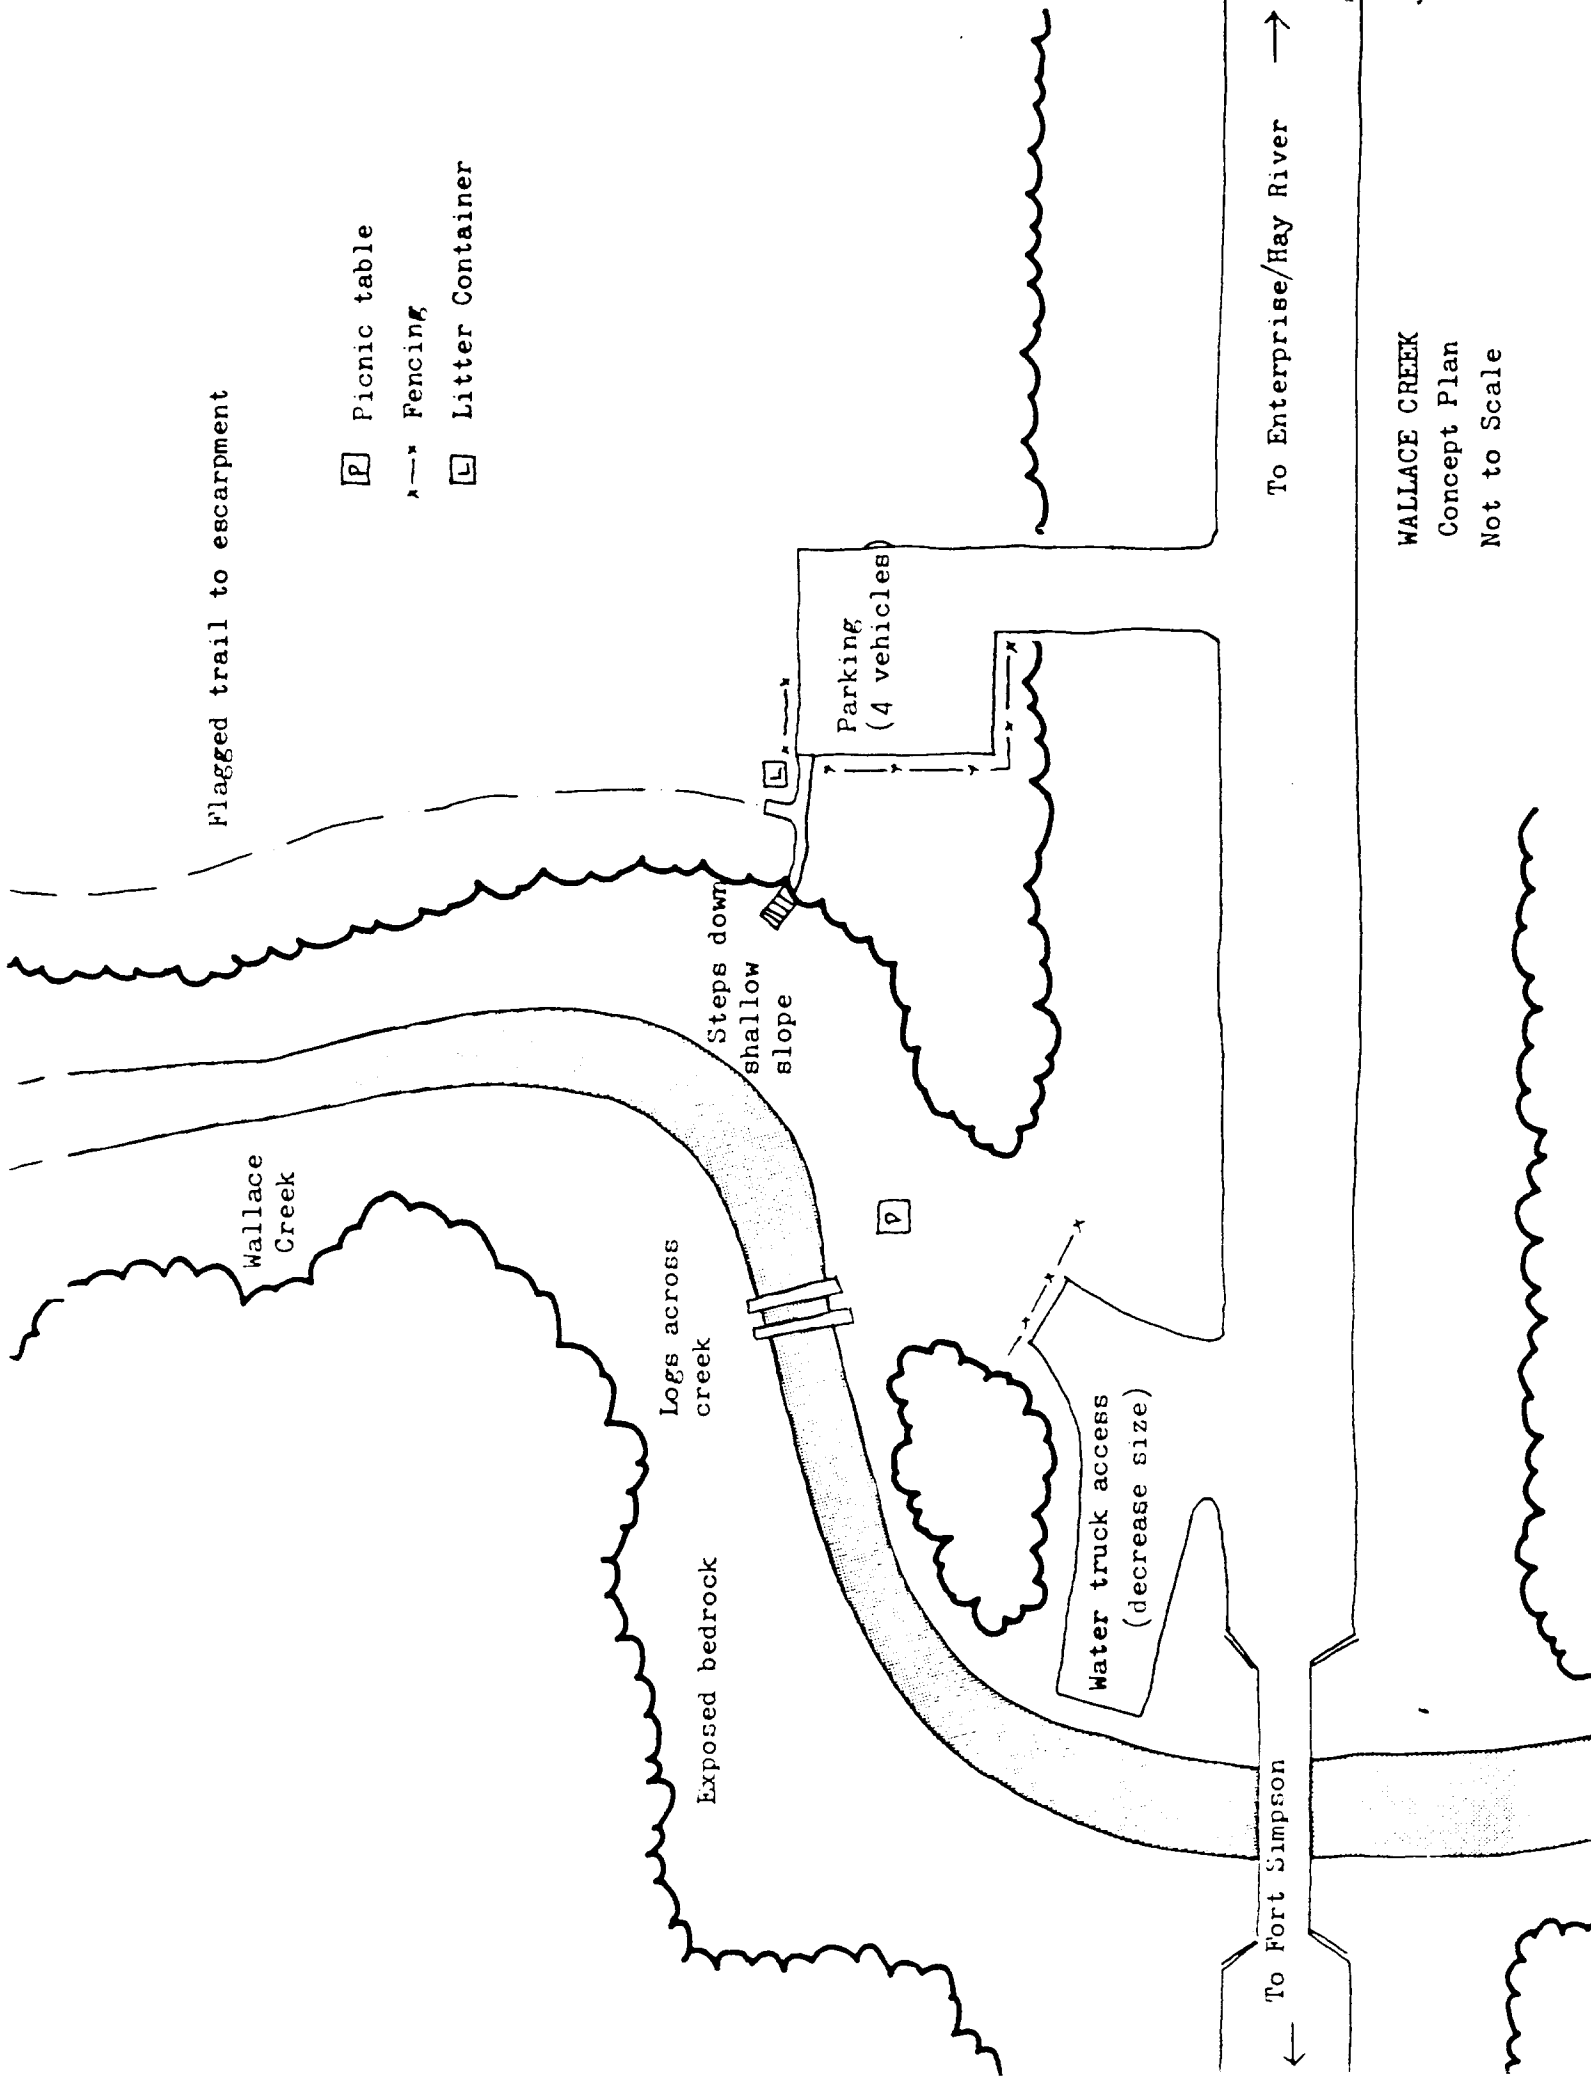 Flagged trail to escarpment
P Picnic table
x—x Fencing
L Litter Container
Wallace
Creek
Steps down
shallow
slope
L
Parking
(4 vehicles)
Logs across
creek
P
Exposed bedrock
Water truck access
(decrease size)
To Fort Simpson
To Enterprise/Hay River
WALLACE CREEK
Concept Plan
Not to Scale